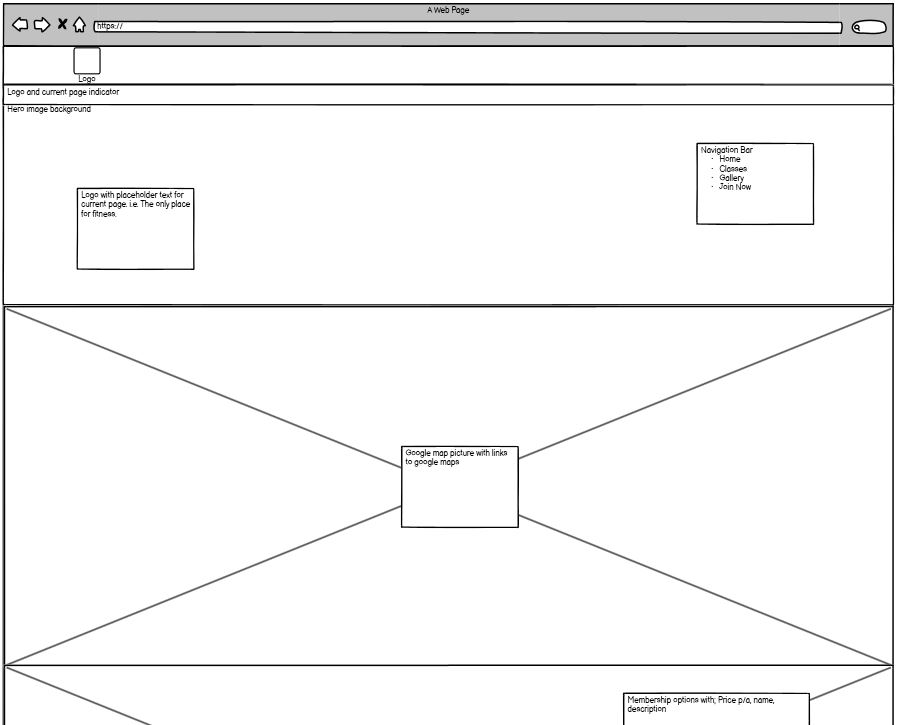 A Web Page
https://
Logo
Logo and current page indicator
Hero image background
Navigation Bar
· Home
· Classes
· Gallery
· Join Now
Logo with placeholder text for
current page. i.e. The only place
for fitness.
Google map picture with links
to google maps
Membership options with; Price p/a, name,
description